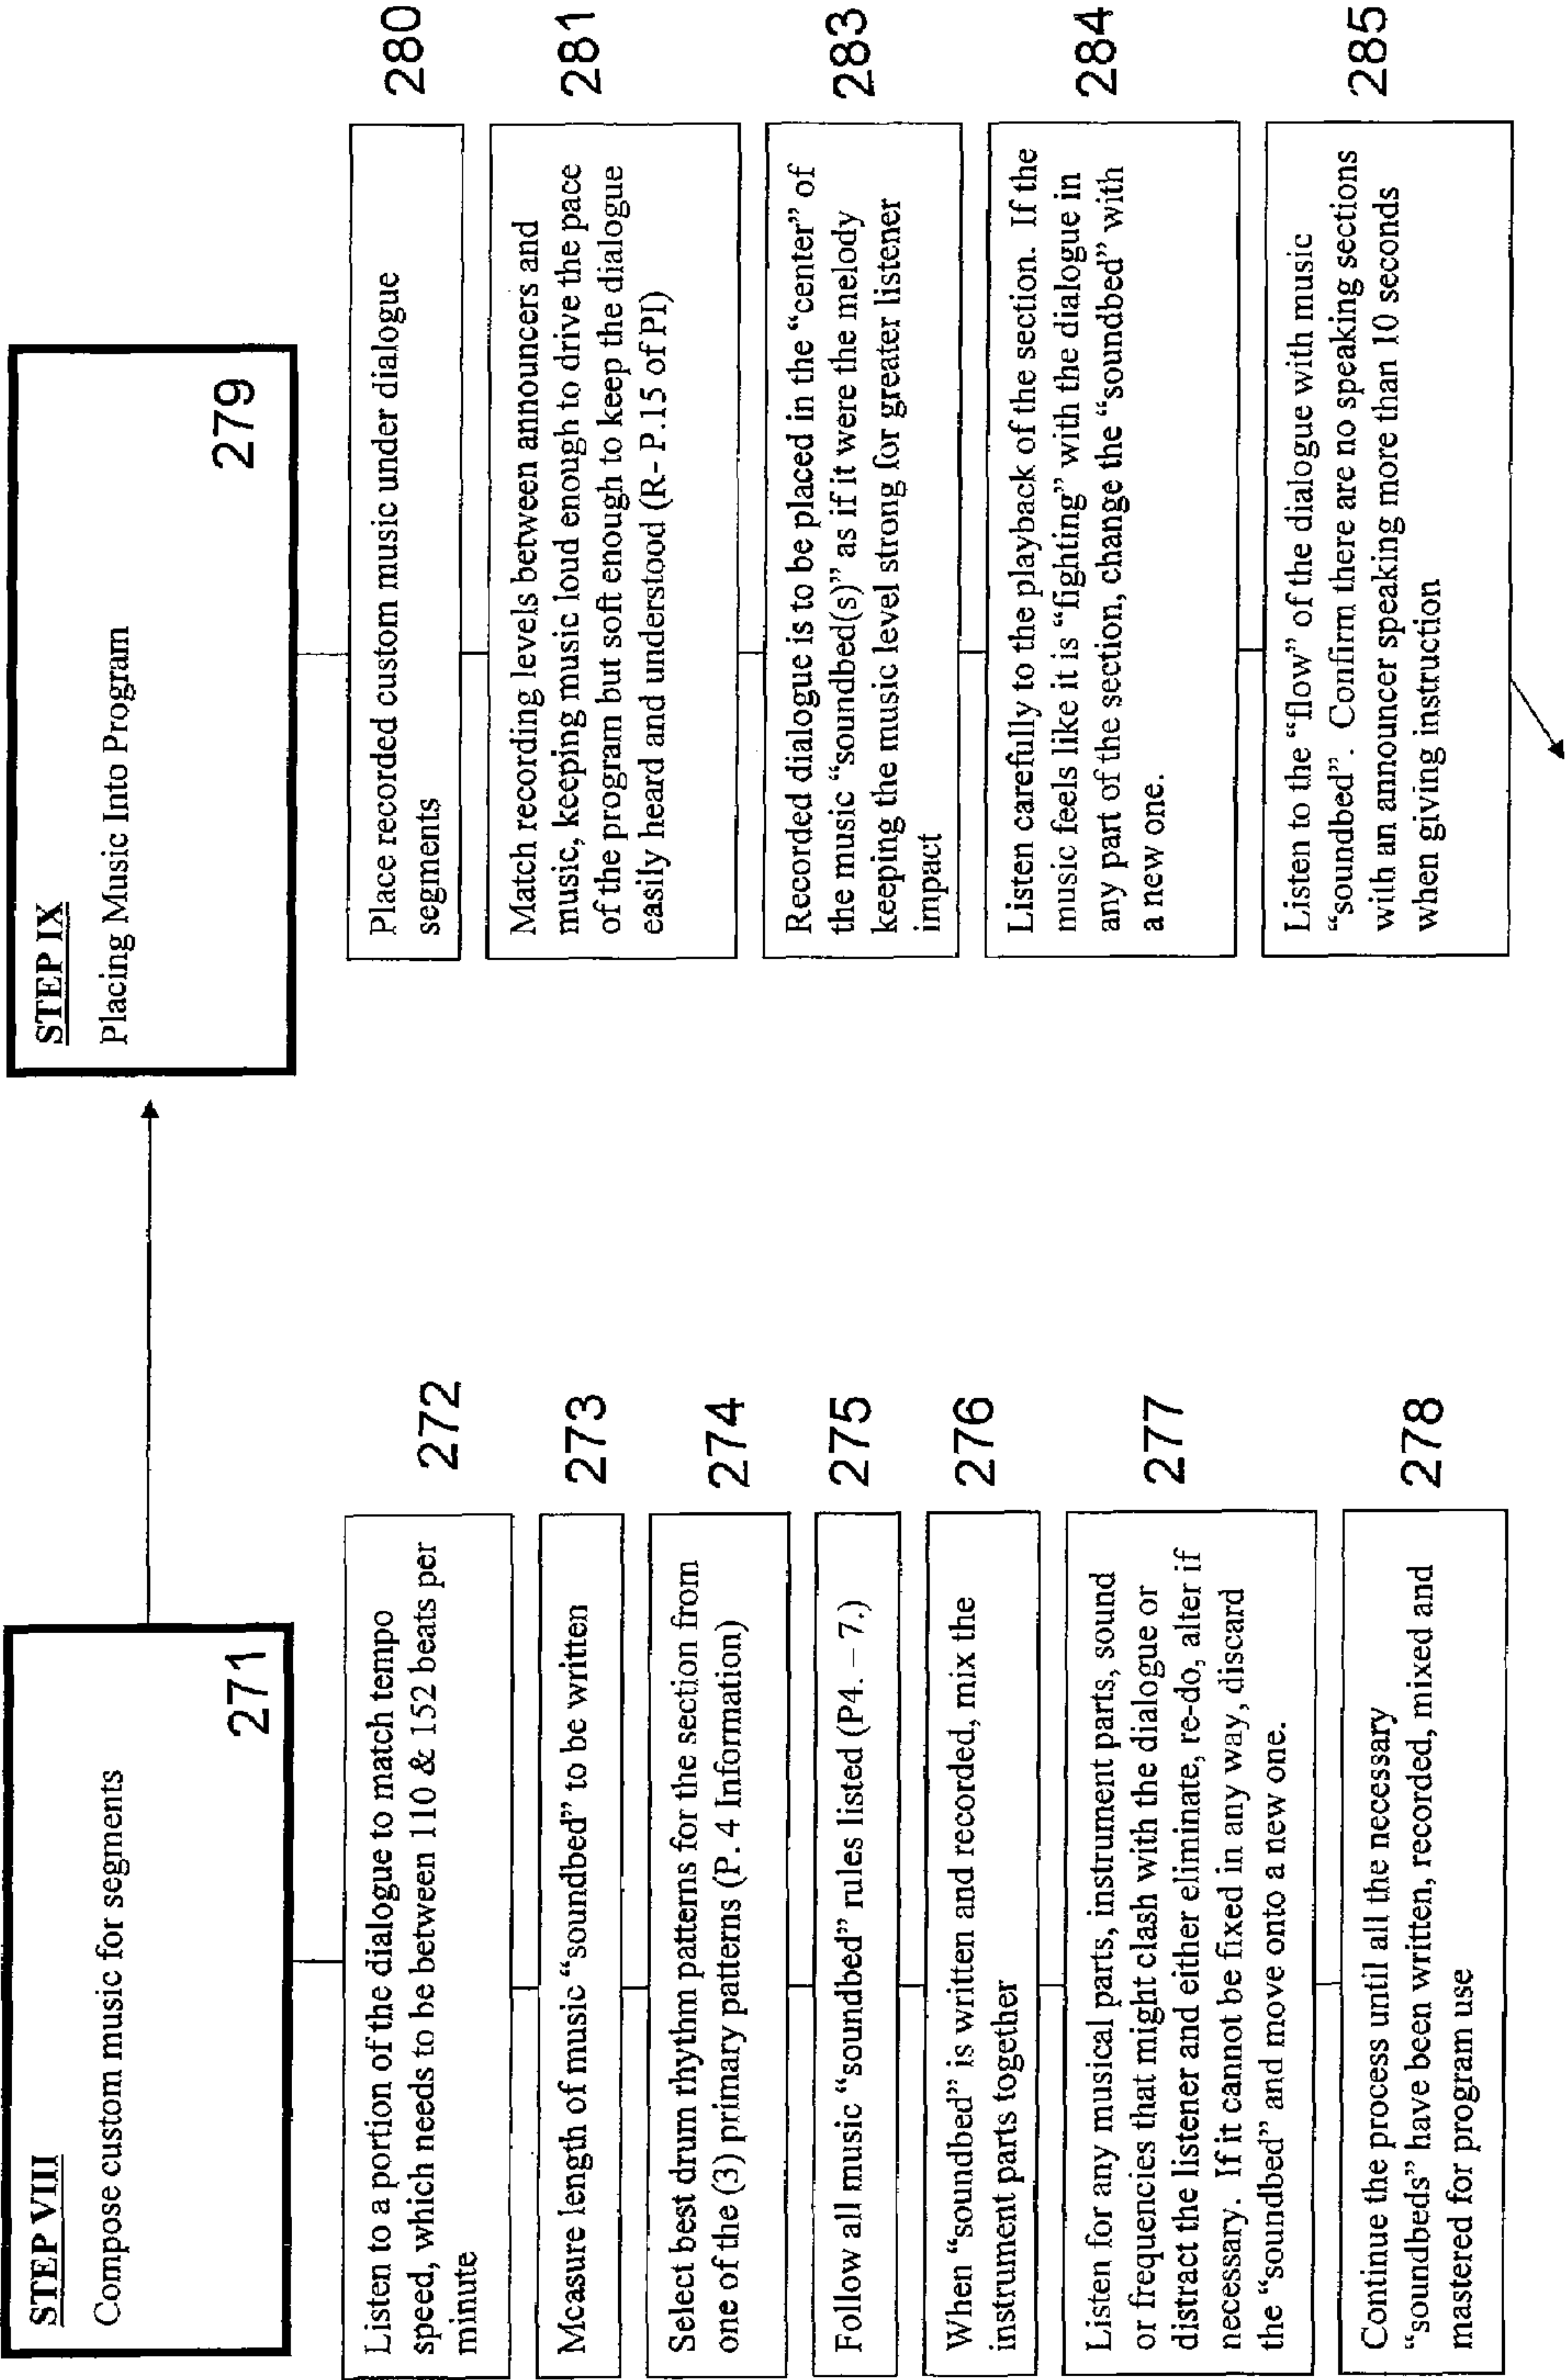 STEP VIII
Compose custom music for segments
271
Listen to a portion of the dialogue to match tempo
speed, which needs to be between 110 & 152 beats per
minute
272
Measure length of music “soundbed” to be written
273
Select best drum rhythm patterns for the section from
one of the (3) primary patterns (P. 4 Information)
274
Follow all music “soundbed” rules listed (P4. – 7.)
275
When “soundbed” is written and recorded, mix the
instrument parts together
276
Listen for any musical parts, instrument parts, sound
or frequencies that might clash with the dialogue or
distract the listener and either eliminate, re-do, alter if
necessary. If it cannot be fixed in any way, discard
the “soundbed” and move onto a new one.
277
Continue the process until all the necessary
“soundbeds” have been written, recorded, mixed and
mastered for program use
278
STEP IX
Placing Music Into Program
279
Place recorded custom music under dialogue
segments
280
Match recording levels between announcers and
music, keeping music loud enough to drive the pace
of the program but soft enough to keep the dialogue
easily heard and understood (R- P.15 of PI)
281
Recorded dialogue is to be placed in the “center” of
the music “soundbed(s)” as if it were the melody
keeping the music level strong for greater listener
impact
283
Listen carefully to the playback of the section. If the
music feels like it is “fighting” with the dialogue in
any part of the section, change the “soundbed” with
a new one.
284
Listen to the “flow” of the dialogue with music
“soundbed”. Confirm there are no speaking sections
with an announcer speaking more than 10 seconds
when giving instruction
285